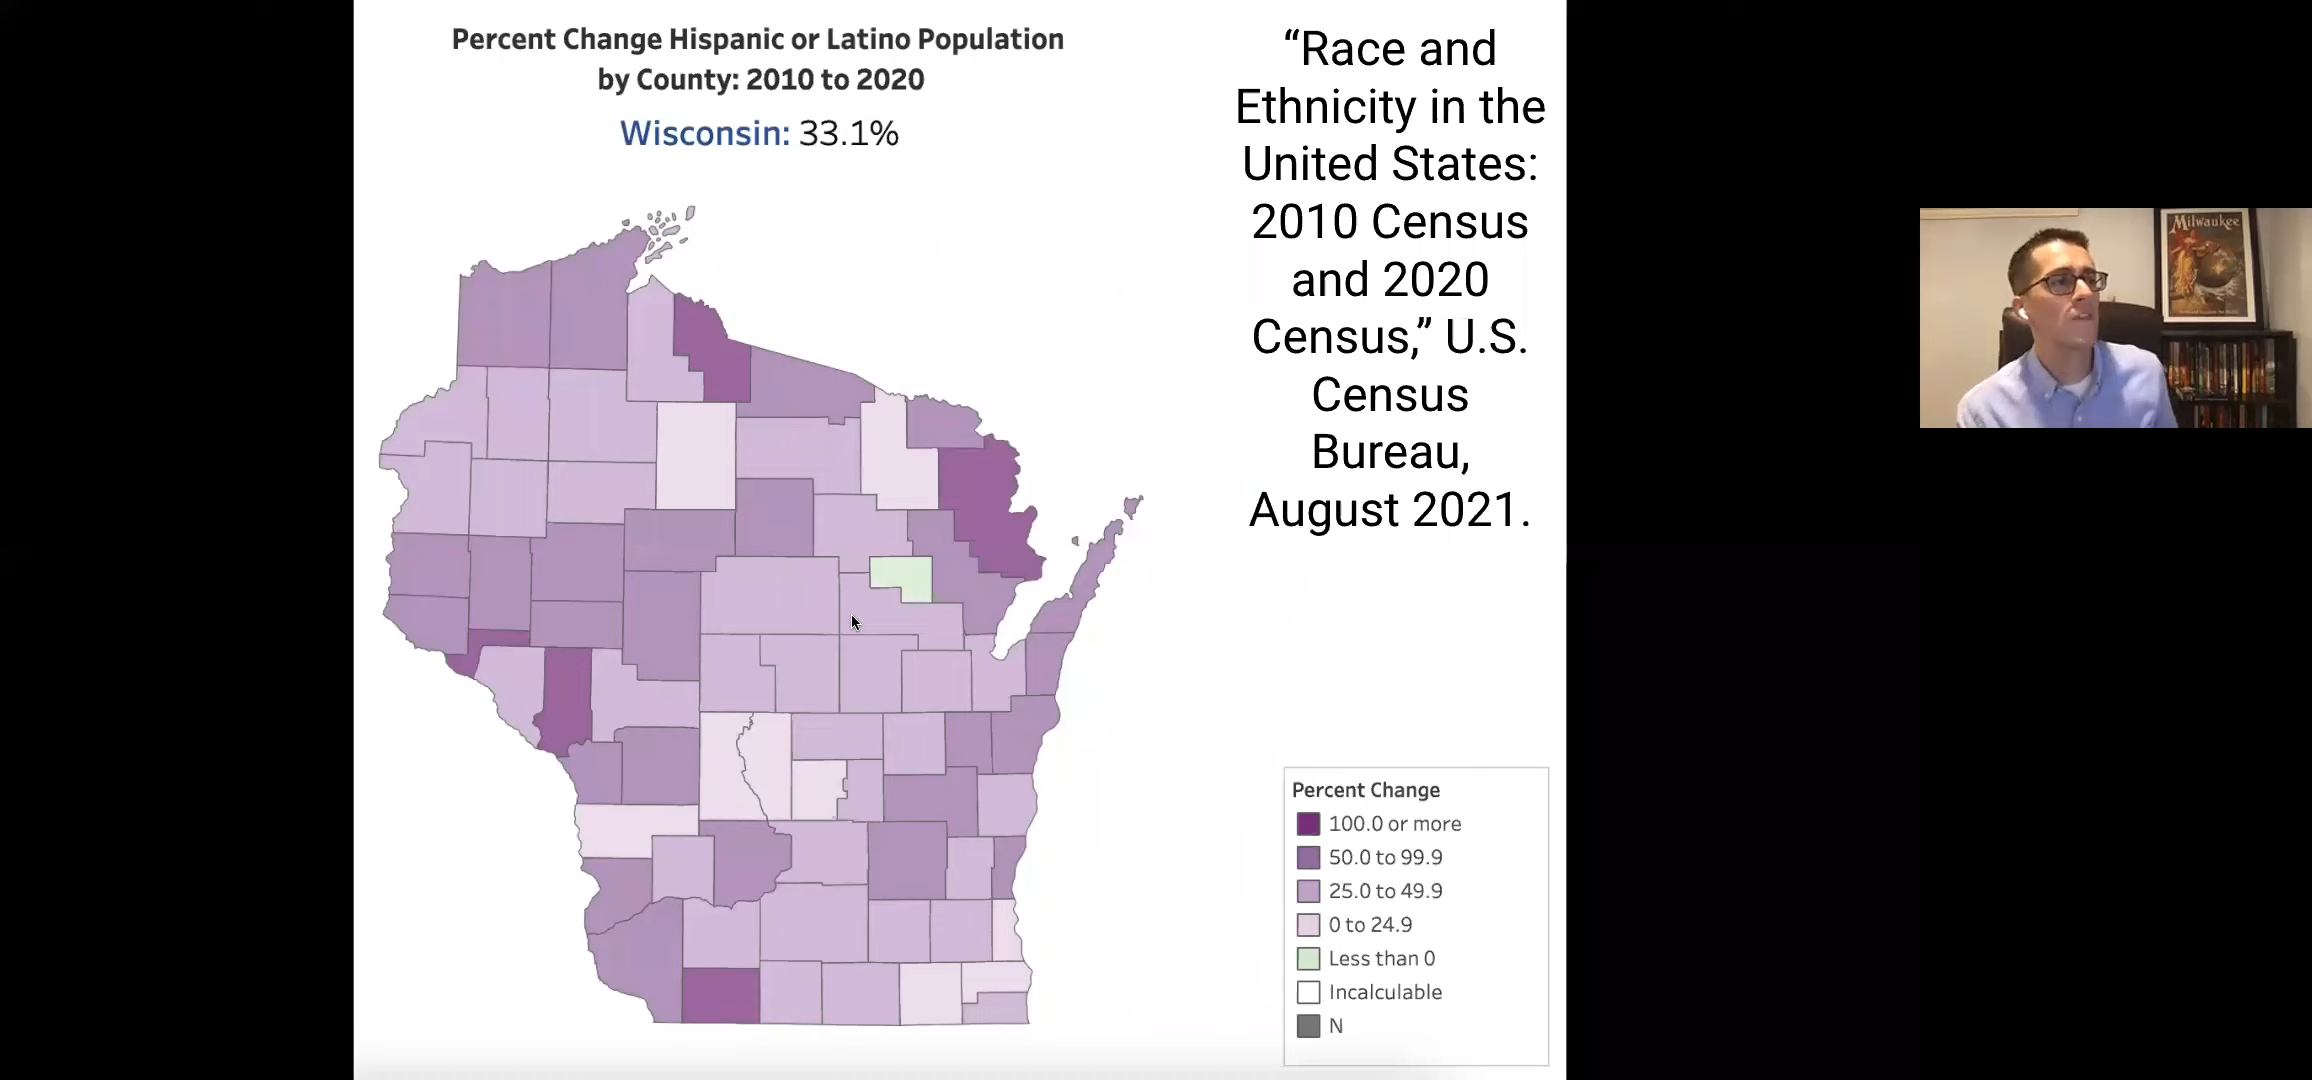 Percent Change Hispanic or Latino Population
by County: 2010 to 2020
Wisconsin: 33.1%
“Race and
Ethnicity in the
United States:
2010 Census
and 2020
Census,” U.S.
Census
Bureau,
August 2021.
Percent Change
100.0 or more
50.0 to 99.9
25.0 to 49.9
0 to 24.9
Less than 0
Incalculable
N
Milwaukee